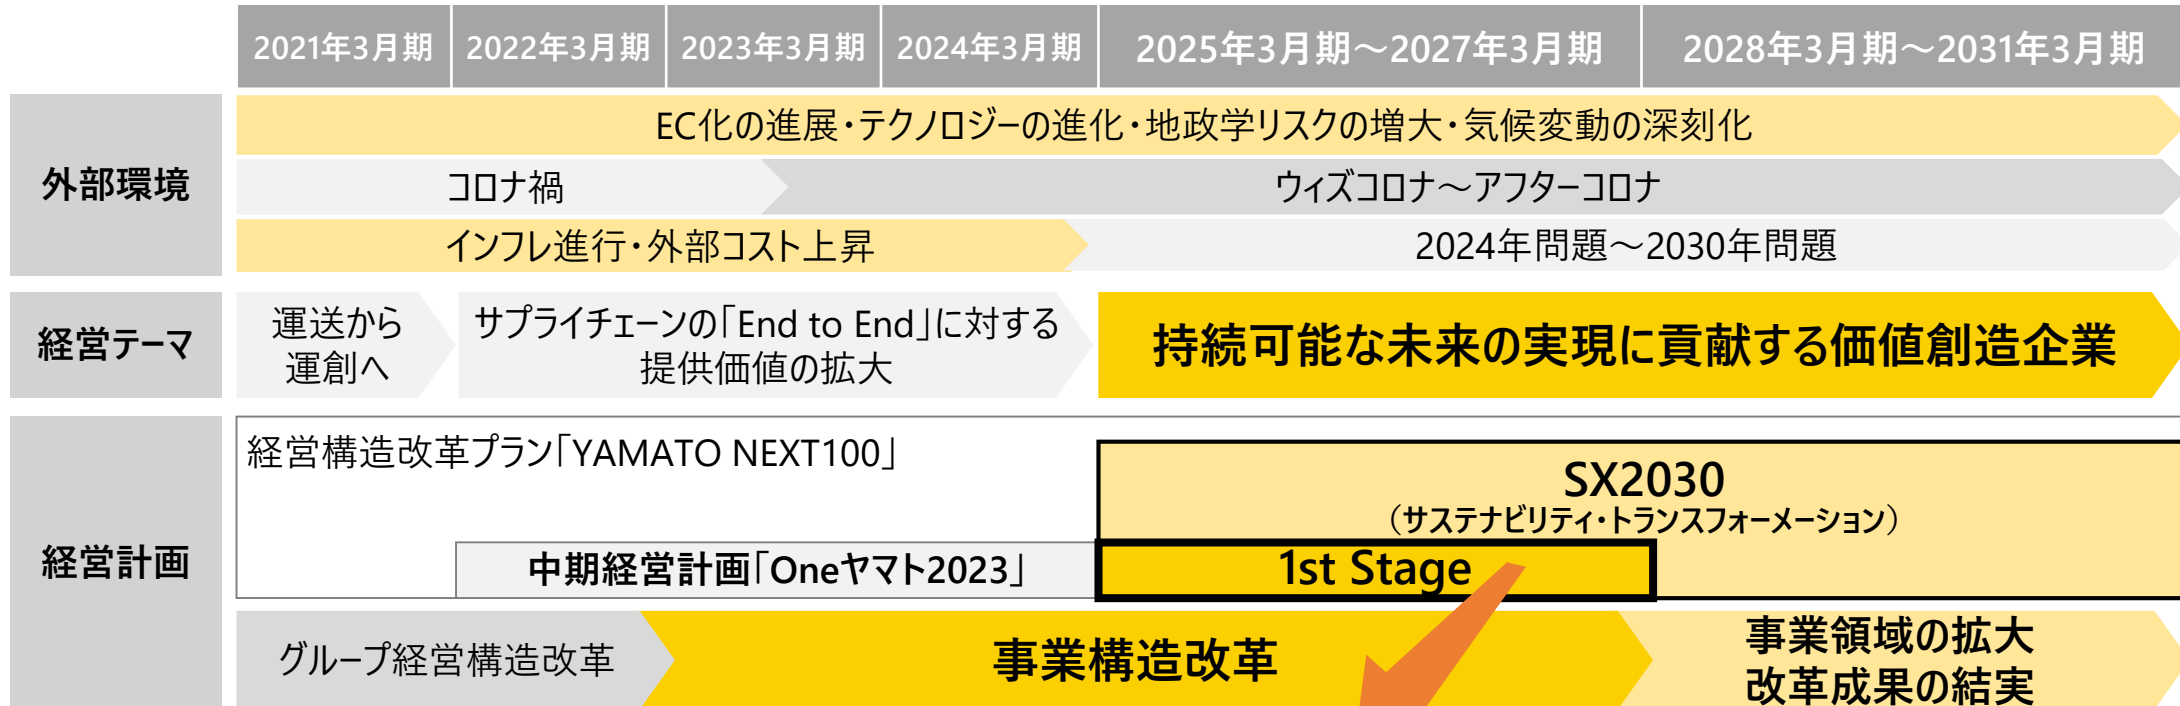 2021年3月期 2022年3月期 2023年3月期 2024年3月期 2025年3月期～2027年3月期 2028年3月期～2031年3月期
外部環境
EC化の進展・テクノロジーの進化・地政学リスクの増大・気候変動の深刻化
コロナ禍 ウィズコロナ～アフターコロナ
インフレ進行・外部コスト上昇 2024年問題～2030年問題
経営テーマ
運送から
運創へ
サプライチェーンの「End to End」に対する
提供価値の拡大
持続可能な未来の実現に貢献する価値創造企業
経営計画
経営構造改革プラン「YAMATO NEXT100」
SX2030
（サステナビリティ・トランスフォーメーション）
中期経営計画「Oneヤマト2023」
1st Stage
グループ経営構造改革
事業構造改革
事業領域の拡大
改革成果の結実